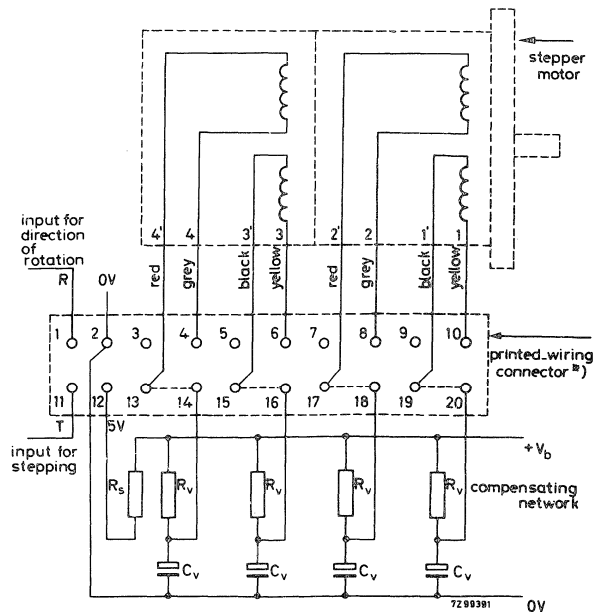 stepper
motor
4' 4 3' 3 2' 2 1' 1
red grey black yellow red grey black yellow
input for
direction
of
rotation
R
0V
1 2 3 4 5 6 7 8 9 10
printed-wiring
connector ※)
11 12 13 14 15 16 17 18 19 20
T
5V
input for
stepping
+Vb
Rs Rv Rv Rv Rv
compensating
network
Cv Cv Cv Cv
7Z99391
0V